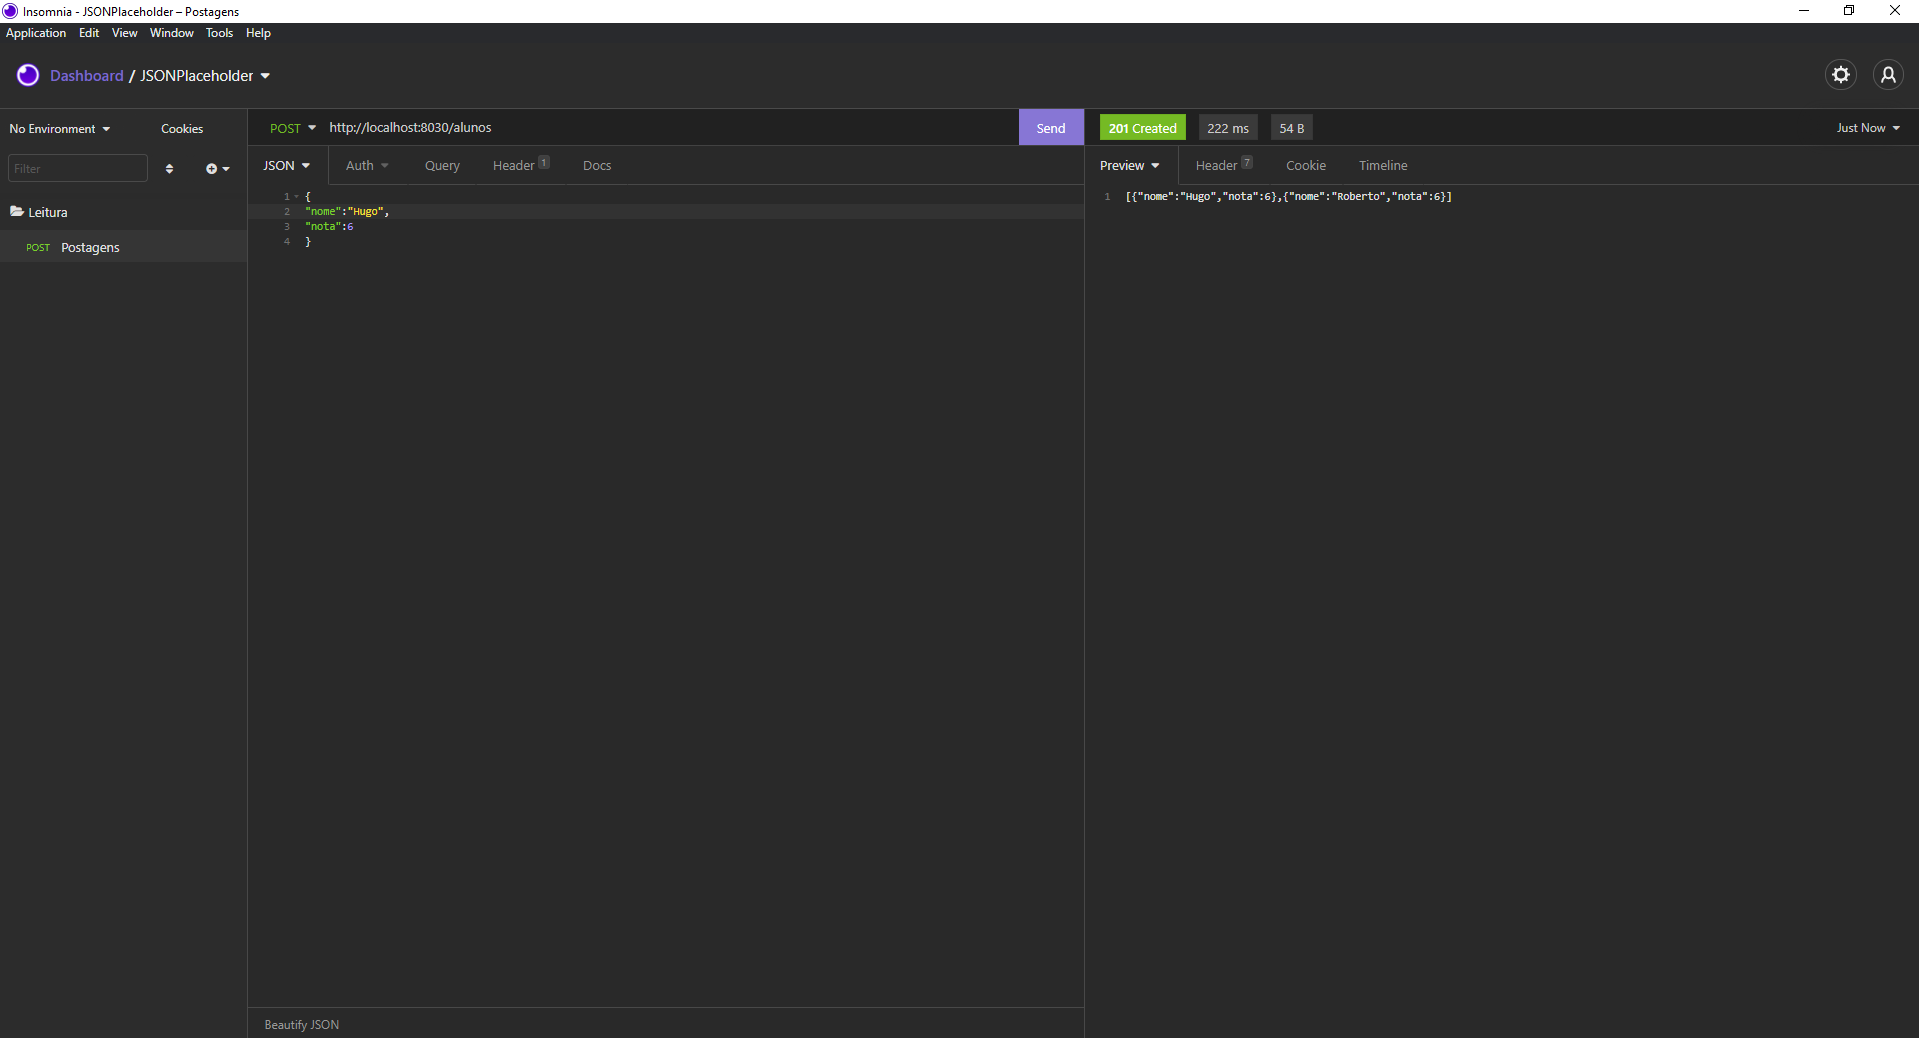 Insomnia - JSONPlaceholder – Postagens
Application Edit View Window Tools Help
Dashboard / JSONPlaceholder
No Environment Cookies
Filter
Leitura
POST Postagens
POST http://localhost:8030/alunos Send
JSON Auth Query Header 1 Docs
1 {
2 "nome":"Hugo",
3 "nota":6
4 }
Beautify JSON
201 Created 222 ms 54 B Just Now
Preview Header 7 Cookie Timeline
1 [{"nome":"Hugo","nota":6},{"nome":"Roberto","nota":6}]